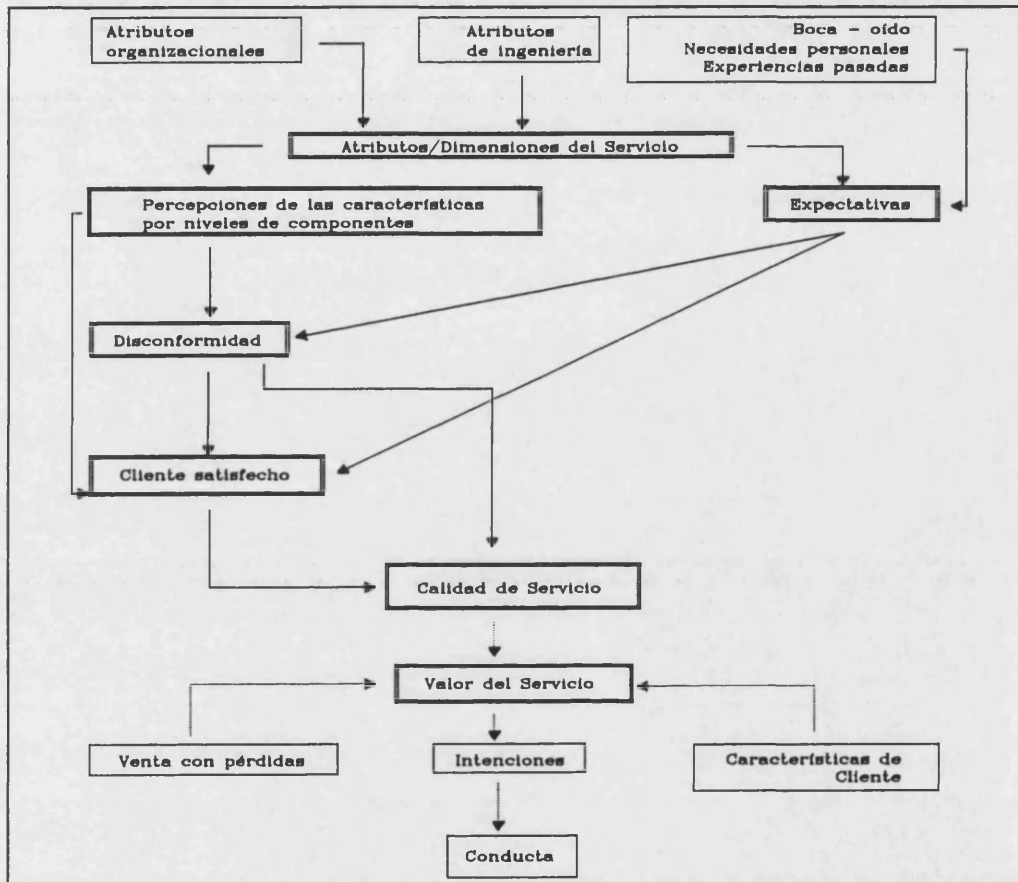 Atributos
organizacionales
Atributos
de ingeniería
Boca - oído
Necesidades personales
Experiencias pasadas
Atributos/Dimensiones del Servicio
Percepciones de las características
por niveles de componentes
Expectativas
Disconformidad
Cliente satisfecho
Calidad de Servicio
Valor del Servicio
Venta con pérdidas
Intenciones
Características de
Cliente
Conducta